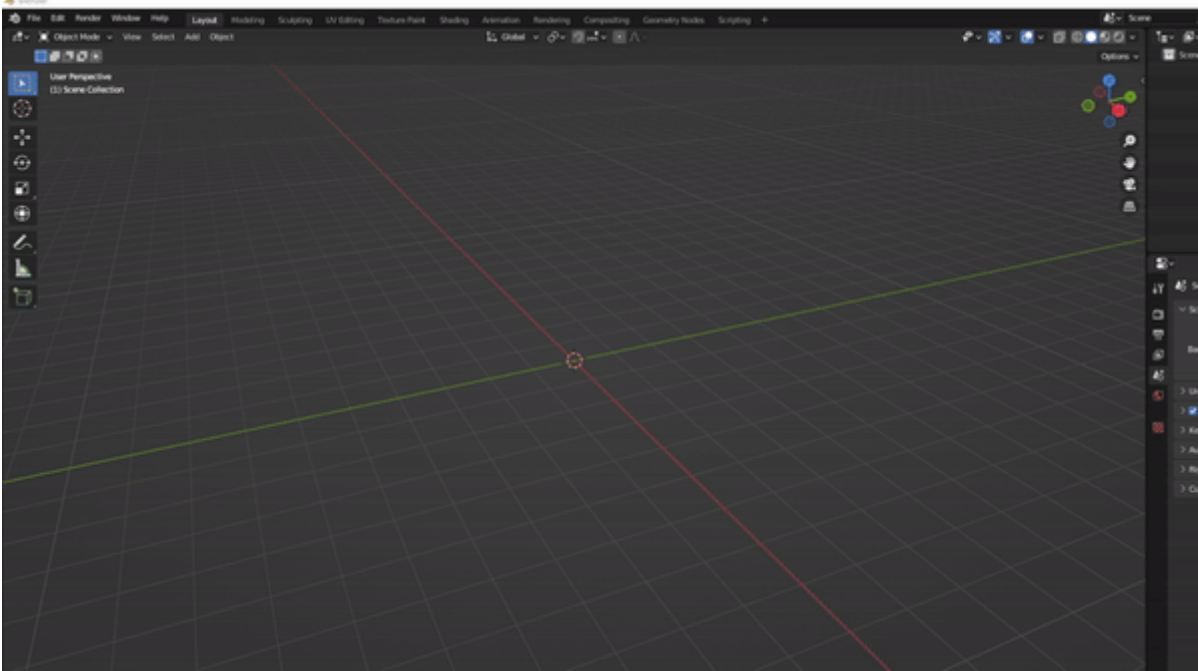 Blender
File Edit Render Window Help Layout Modeling Sculpting UV Editing Texture Paint Shading Animation Rendering Compositing Geometry Nodes Scripting + Scene
Object Mode View Select Add Object Global
Options
User Perspective
(1) Scene Collection